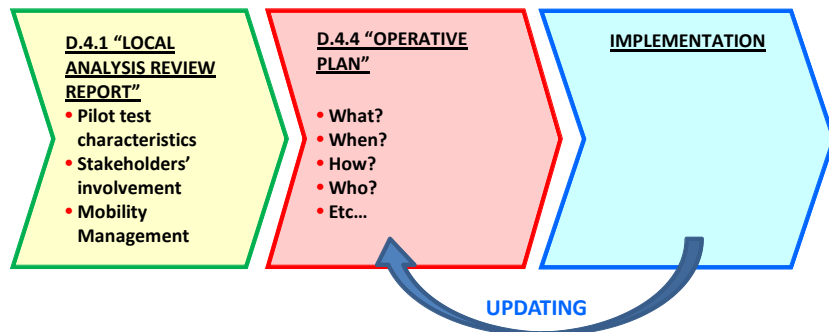 D.4.1 “LOCAL
ANALYSIS REVIEW
REPORT”
• Pilot test
characteristics
• Stakeholders’
involvement
• Mobility
Management
D.4.4 “OPERATIVE
PLAN”
• What?
• When?
• How?
• Who?
• Etc…
IMPLEMENTATION
UPDATING